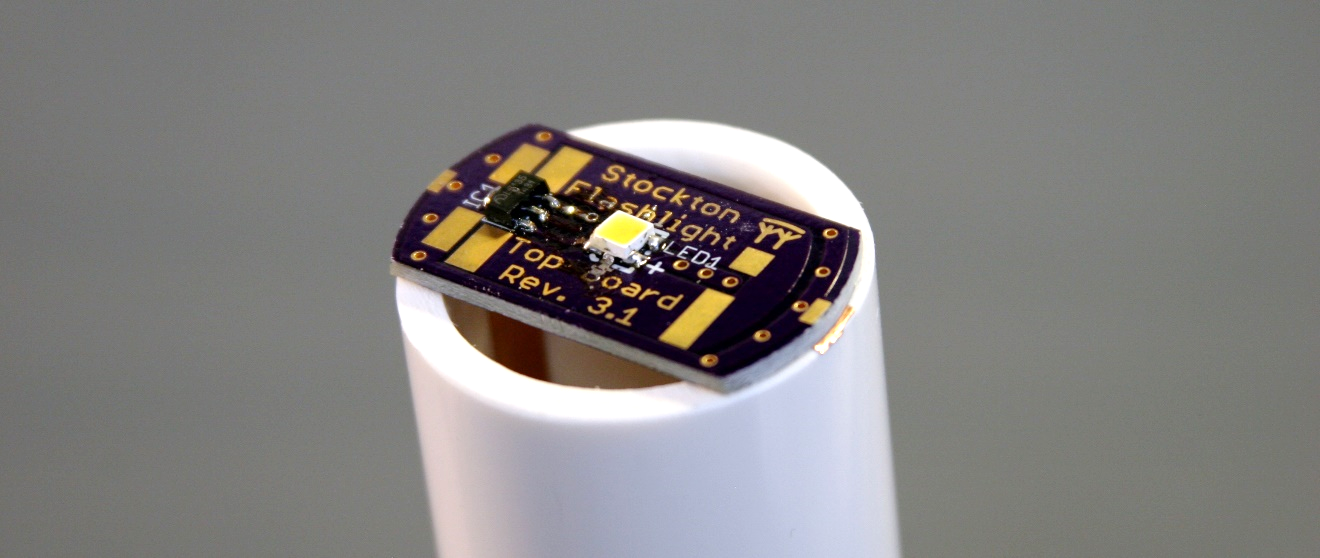 Stockton
Flashlight
IC1
LED1
+
Top Board
Rev. 3.1